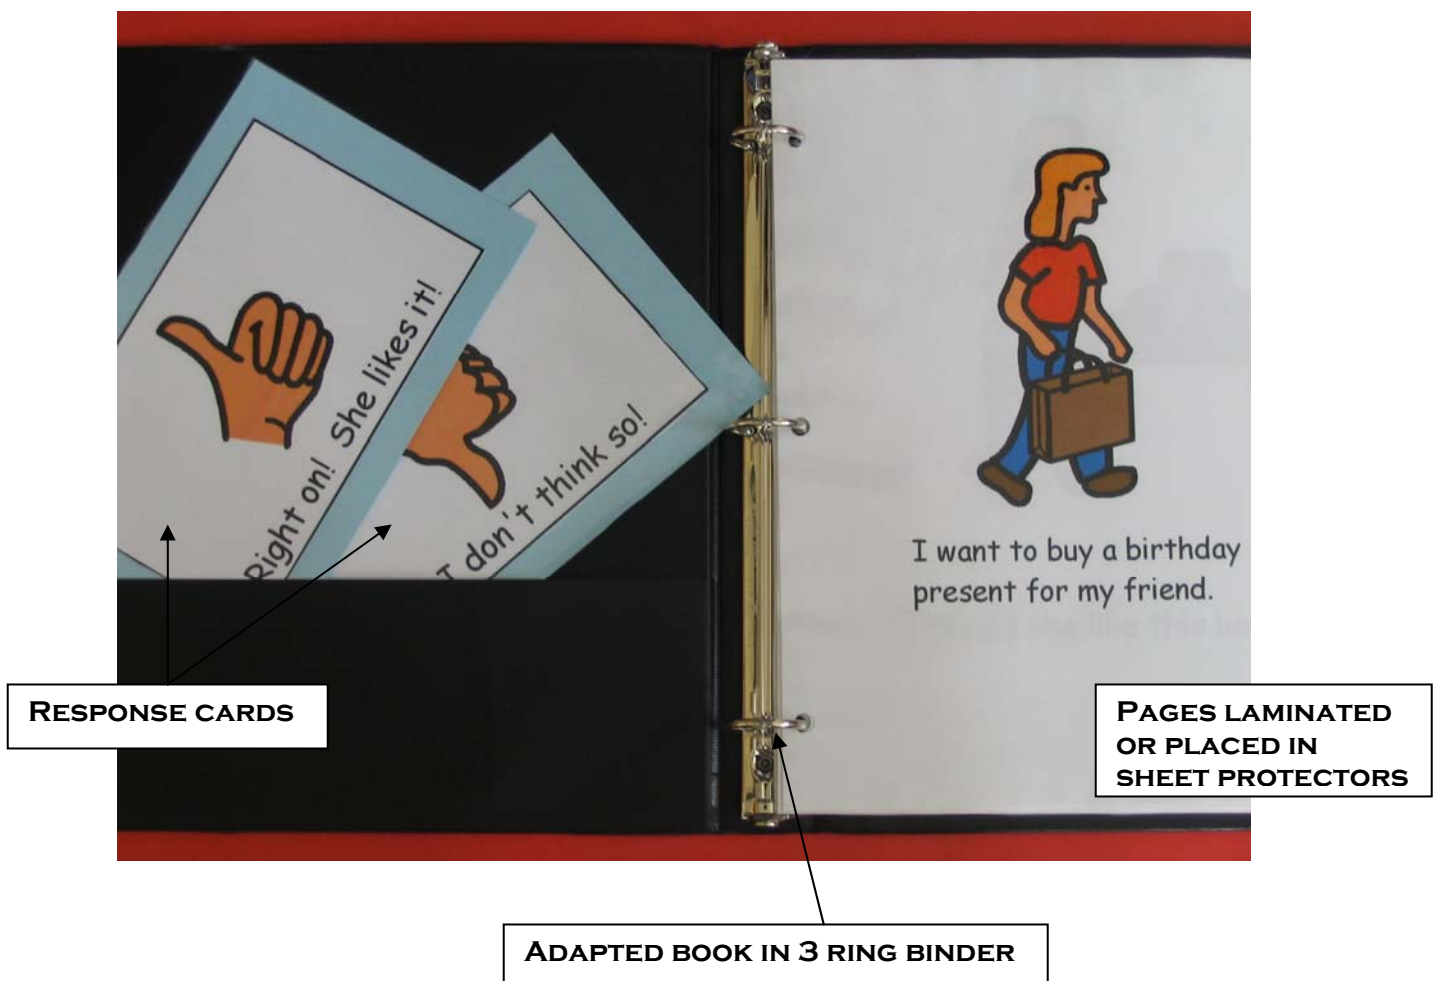 Right on! She likes it!
I don't think so!
I want to buy a birthday
present for my friend.
RESPONSE CARDS
PAGES LAMINATED
OR PLACED IN
SHEET PROTECTORS
ADAPTED BOOK IN 3 RING BINDER